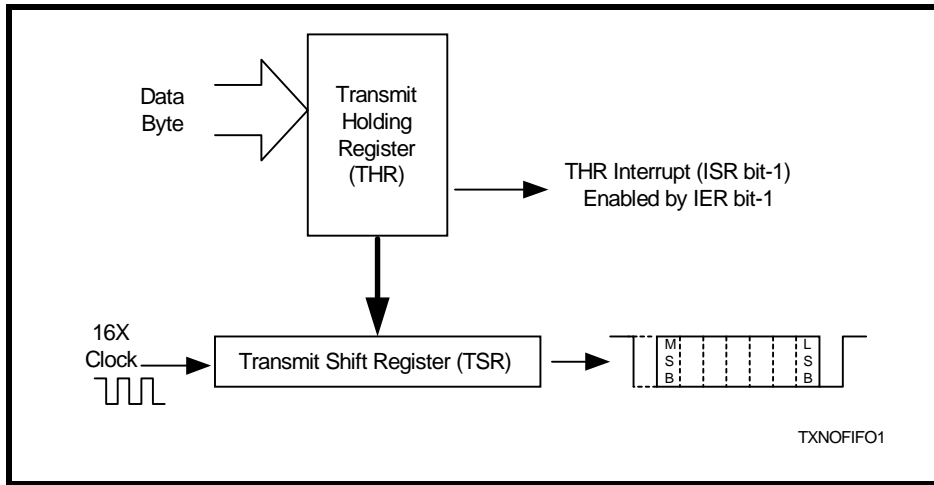 Data
Byte
Transmit
Holding
Register
(THR)
THR Interrupt (ISR bit-1)
Enabled by IER bit-1
16X
Clock
Transmit Shift Register (TSR)
M
S
B
L
S
B
TXNOFIFO1